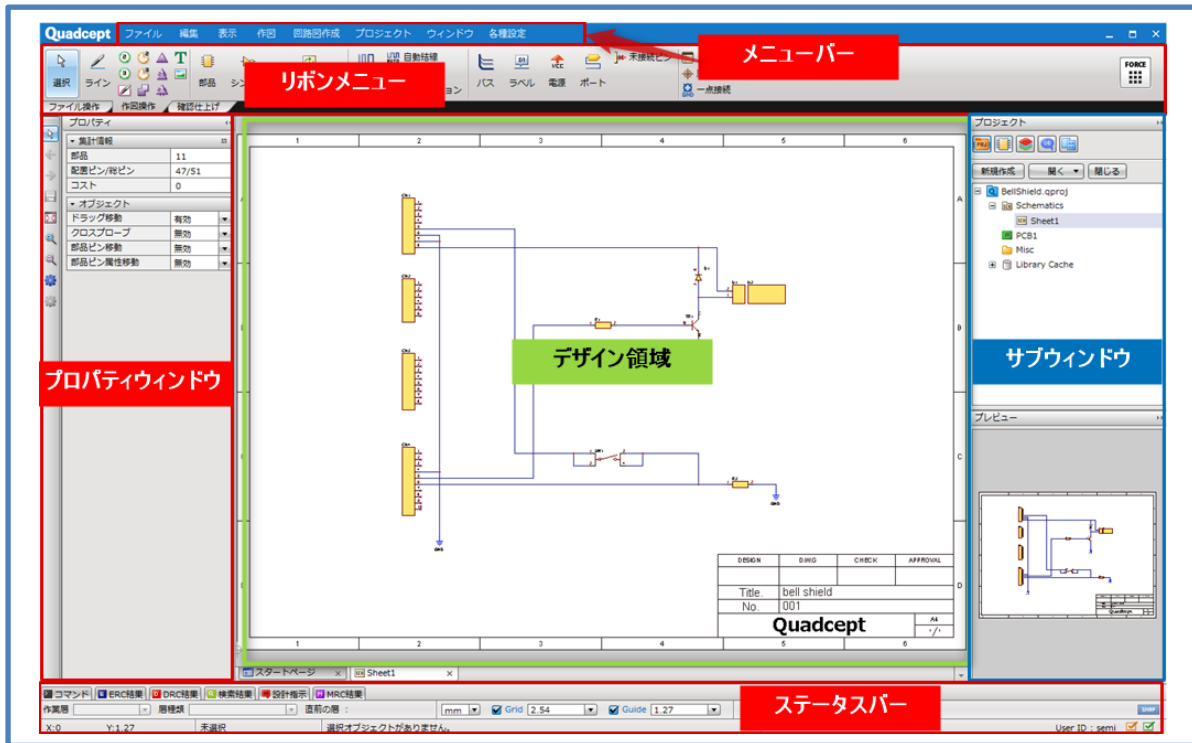 Quadcept ファイル 編集 表示 作図 回路図作成 プロジェクト ウィンドウ 各種設定
メニューバー
自動結線
未接続ピン
選択 ライン 部品 バス ラベル 電源 ポート
リボンメニュー
一点接続
FORCE
ファイル操作 作図操作 確認仕上げ
プロパティ
集計情報
部品 11
配置ピン/総ピン 47/51
コスト 0
オブジェクト
ドラッグ移動 有効
クロスプローブ 無効
部品ピン移動 無効
部品ピン属性移動 無効
プロパティウィンドウ
1 2 3 4 5 6
A
B
C
D
デザイン領域
DESIGN DWG CHECK APPROVAL
Title. bell shield
No. 001
Quadcept
A4
1 2 3 4 5 6
スタートページ Sheet1
プロジェクト
新規作成 開く 閉じる
BellShield.qproj
Schematics
Sheet1
PCB1
Misc
Library Cache
サブウィンドウ
プレビュー
コマンド ERC結果 DRC結果 検索結果 設計指示 MRC結果
ステータスバー
作業層 層種類 直前の層 : mm Grid 2.54 Guide 1.27
X:0 Y:1.27 未選択 選択オブジェクトがありません。 User ID : semi